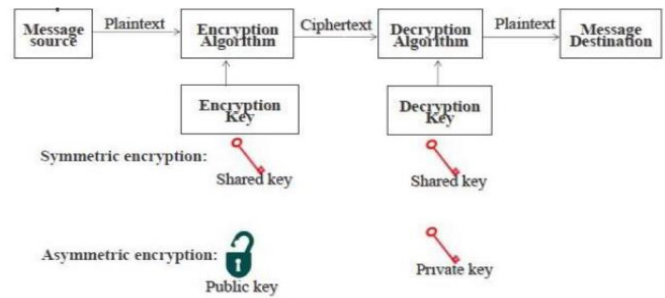 Message
source
Plaintext
Encryption
Algorithm
Ciphertext
Decryption
Algorithm
Plaintext
Message
Destination
Encryption
Key
Decryption
Key
Symmetric encryption:
Shared key
Shared key
Asymmetric encryption:
Public key
Private key